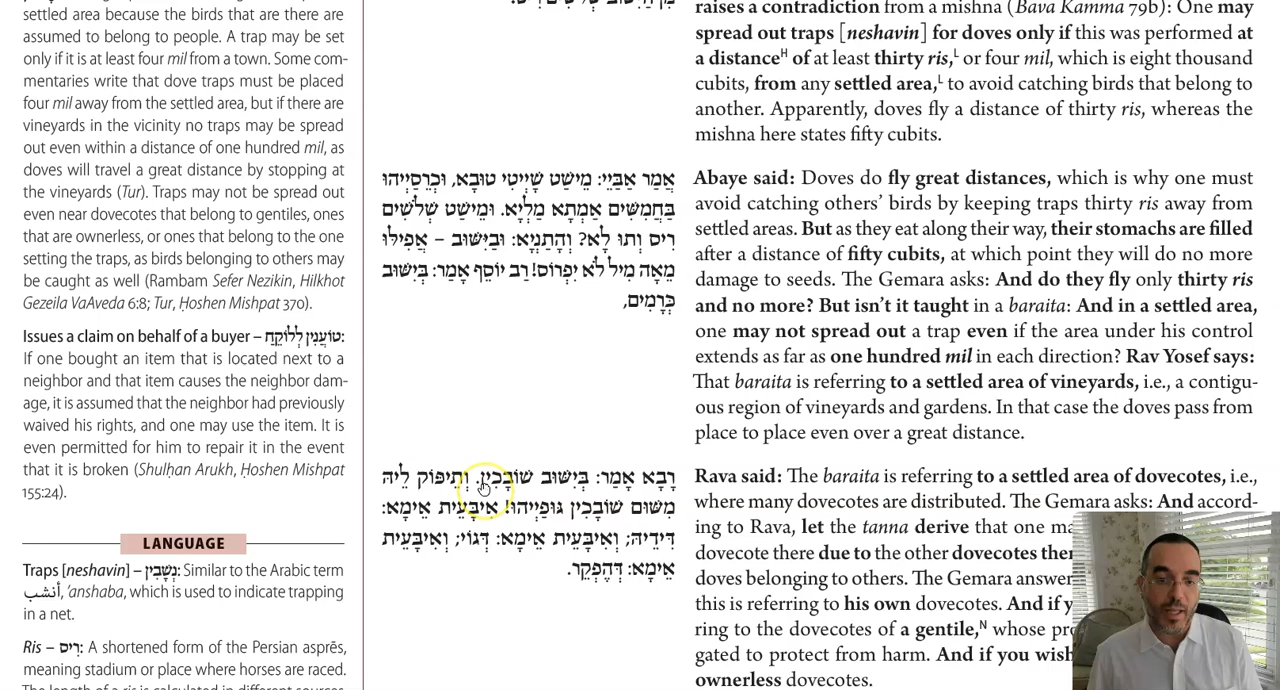 settled area because the birds that are there are
assumed to belong to people. A trap may be set
only if it is at least four mil from a town. Some com-
mentaries write that dove traps must be placed
four mil away from the settled area, but if there are
vineyards in the vicinity no traps may be spread
out even within a distance of one hundred mil, as
doves will travel a great distance by stopping at
the vineyards (Tur). Traps may not be spread out
even near dovecotes that belong to gentiles, ones
that are ownerless, or ones that belong to the one
setting the traps, as birds belonging to others may
be caught as well (Rambam Sefer Nezikin, Hilkhot
Gezeila VaAveda 6:8; Tur, Ḥoshen Mishpat 370).
Issues a claim on behalf of a buyer – טוֹעֲנִין לַלּוֹקֵחַ:
If one bought an item that is located next to a
neighbor and that item causes the neighbor dam-
age, it is assumed that the neighbor had previously
waived his rights, and one may use the item. It is
even permitted for him to repair it in the event
that it is broken (Shulḥan Arukh, Ḥoshen Mishpat
155:24).
LANGUAGE
Traps [neshavin] – נְשָׁבִין: Similar to the Arabic term
أنشب, ʾanshaba, which is used to indicate trapping
in a net.
Ris – רִיס: A shortened form of the Persian asprēs,
meaning stadium or place where horses are raced.
אֲמַר אַבַּיֵי: מֵישָׁט שָׁיְיטִי טוּבָא, וּכְרֵסַיְיהוּ
בַּחֲמִשִּׁים אַמְּתָא מַלְיָא. וּמֵישָׁט שְׁלֹשִׁים
רִיס וְתוּ לָא? וְהָתַנְיָא: וּבַיִּשּׁוּב – אֲפִילּוּ
מֵאָה מִיל לֹא יִפְרוֹס! רַב יוֹסֵף אָמַר: בְּיִשּׁוּב
כְּרָמִים,
רָבָא אָמַר: בְּיִשּׁוּב שׁוֹבָכִין. וְתִיפּוֹק לֵיהּ
מִשּׁוּם שׁוֹבָכִין גּוּפַיְיהוּ! אִיבָּעֵית אֵימָא:
דִּידֵיהּ; וְאִיבָּעֵית אֵימָא: דְּגוֹי; וְאִיבָּעֵית
אֵימָא: דְּהֶפְקֵר.
raises a contradiction from a mishna (Bava Kamma 79b): One may
spread out traps [neshavin] for doves only if this was performed at
a distanceᴴ of at least thirty ris,ᴸ or four mil, which is eight thousand
cubits, from any settled area,ᴸ to avoid catching birds that belong to
another. Apparently, doves fly a distance of thirty ris, whereas the
mishna here states fifty cubits.
Abaye said: Doves do fly great distances, which is why one must
avoid catching others' birds by keeping traps thirty ris away from
settled areas. But as they eat along their way, their stomachs are filled
after a distance of fifty cubits, at which point they will do no more
damage to seeds. The Gemara asks: And do they fly only thirty ris
and no more? But isn't it taught in a baraita: And in a settled area,
one may not spread out a trap even if the area under his control
extends as far as one hundred mil in each direction? Rav Yosef says:
That baraita is referring to a settled area of vineyards, i.e., a contigu-
ous region of vineyards and gardens. In that case the doves pass from
place to place even over a great distance.
Rava said: The baraita is referring to a settled area of dovecotes, i.e.,
where many dovecotes are distributed. The Gemara asks: And accord-
ing to Rava, let the tanna derive that one
dovecote there due to the other dovecotes
doves belonging to others. The Gemara
this is referring to his own dovecotes. And if
ring to the dovecotes of a gentile,ᴺ whose
gated to protect from harm. And if you
ownerless dovecotes.